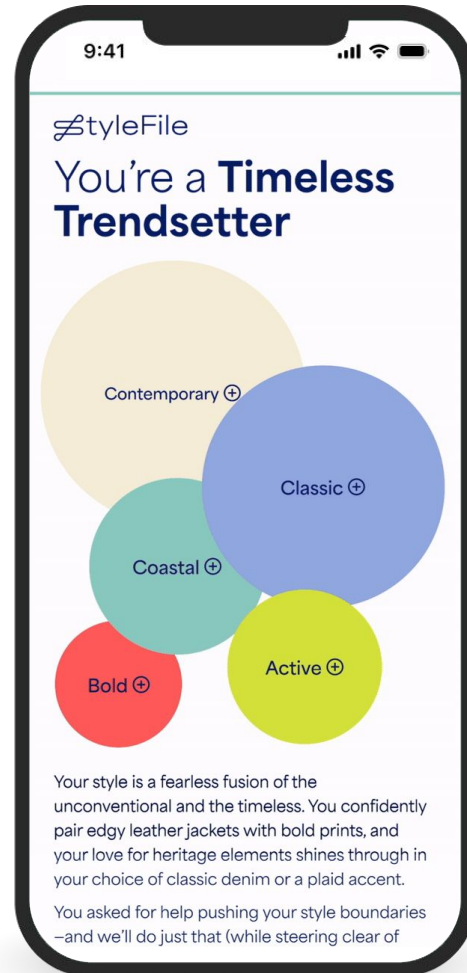 9:41
StyleFile
You’re a Timeless
Trendsetter
Contemporary
Classic
Coastal
Active
Bold
Your style is a fearless fusion of the
unconventional and the timeless. You confidently
pair edgy leather jackets with bold prints, and
your love for heritage elements shines through in
your choice of classic denim or a plaid accent.
You asked for help pushing your style boundaries
—and we’ll do just that (while steering clear of